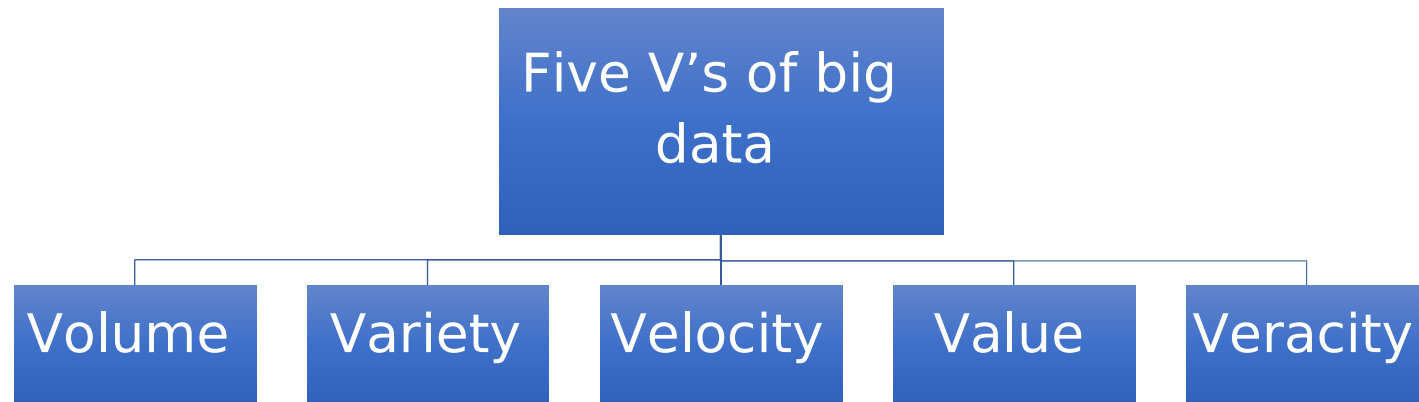 Five V’s of big
data
Volume
Variety
Velocity
Value
Veracity